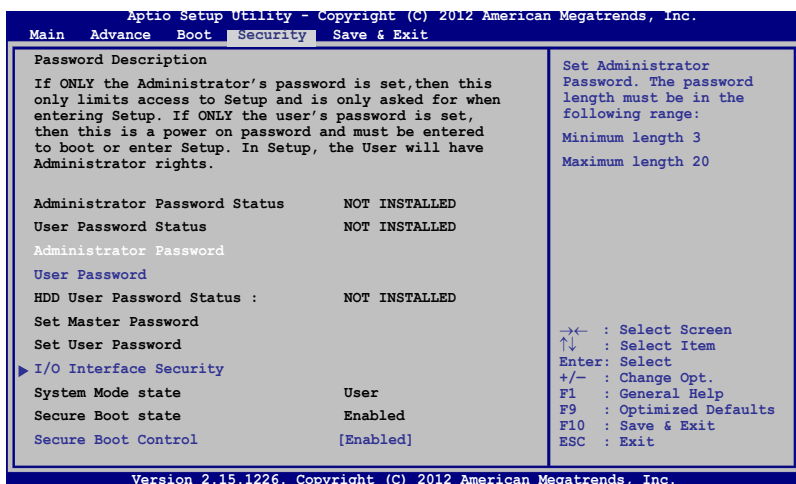 Aptio Setup Utility - Copyright (C) 2012 American Megatrends, Inc.
Main Advance Boot Security Save & Exit
Password Description
If ONLY the Administrator's password is set,then this
only limits access to Setup and is only asked for when
entering Setup. If ONLY the user's password is set,
then this is a power on password and must be entered
to boot or enter Setup. In Setup, the User will have
Administrator rights.
Administrator Password Status NOT INSTALLED
User Password Status NOT INSTALLED
Administrator Password
User Password
HDD User Password Status : NOT INSTALLED
Set Master Password
Set User Password
I/O Interface Security
System Mode state User
Secure Boot state Enabled
Secure Boot Control [Enabled]
Set Administrator
Password. The password
length must be in the
following range:
Minimum length 3
Maximum length 20
→← : Select Screen
↑↓ : Select Item
Enter: Select
+/— : Change Opt.
F1 : General Help
F9 : Optimized Defaults
F10 : Save & Exit
ESC : Exit
Version 2.15.1226. Copyright (C) 2012 American Megatrends, Inc.